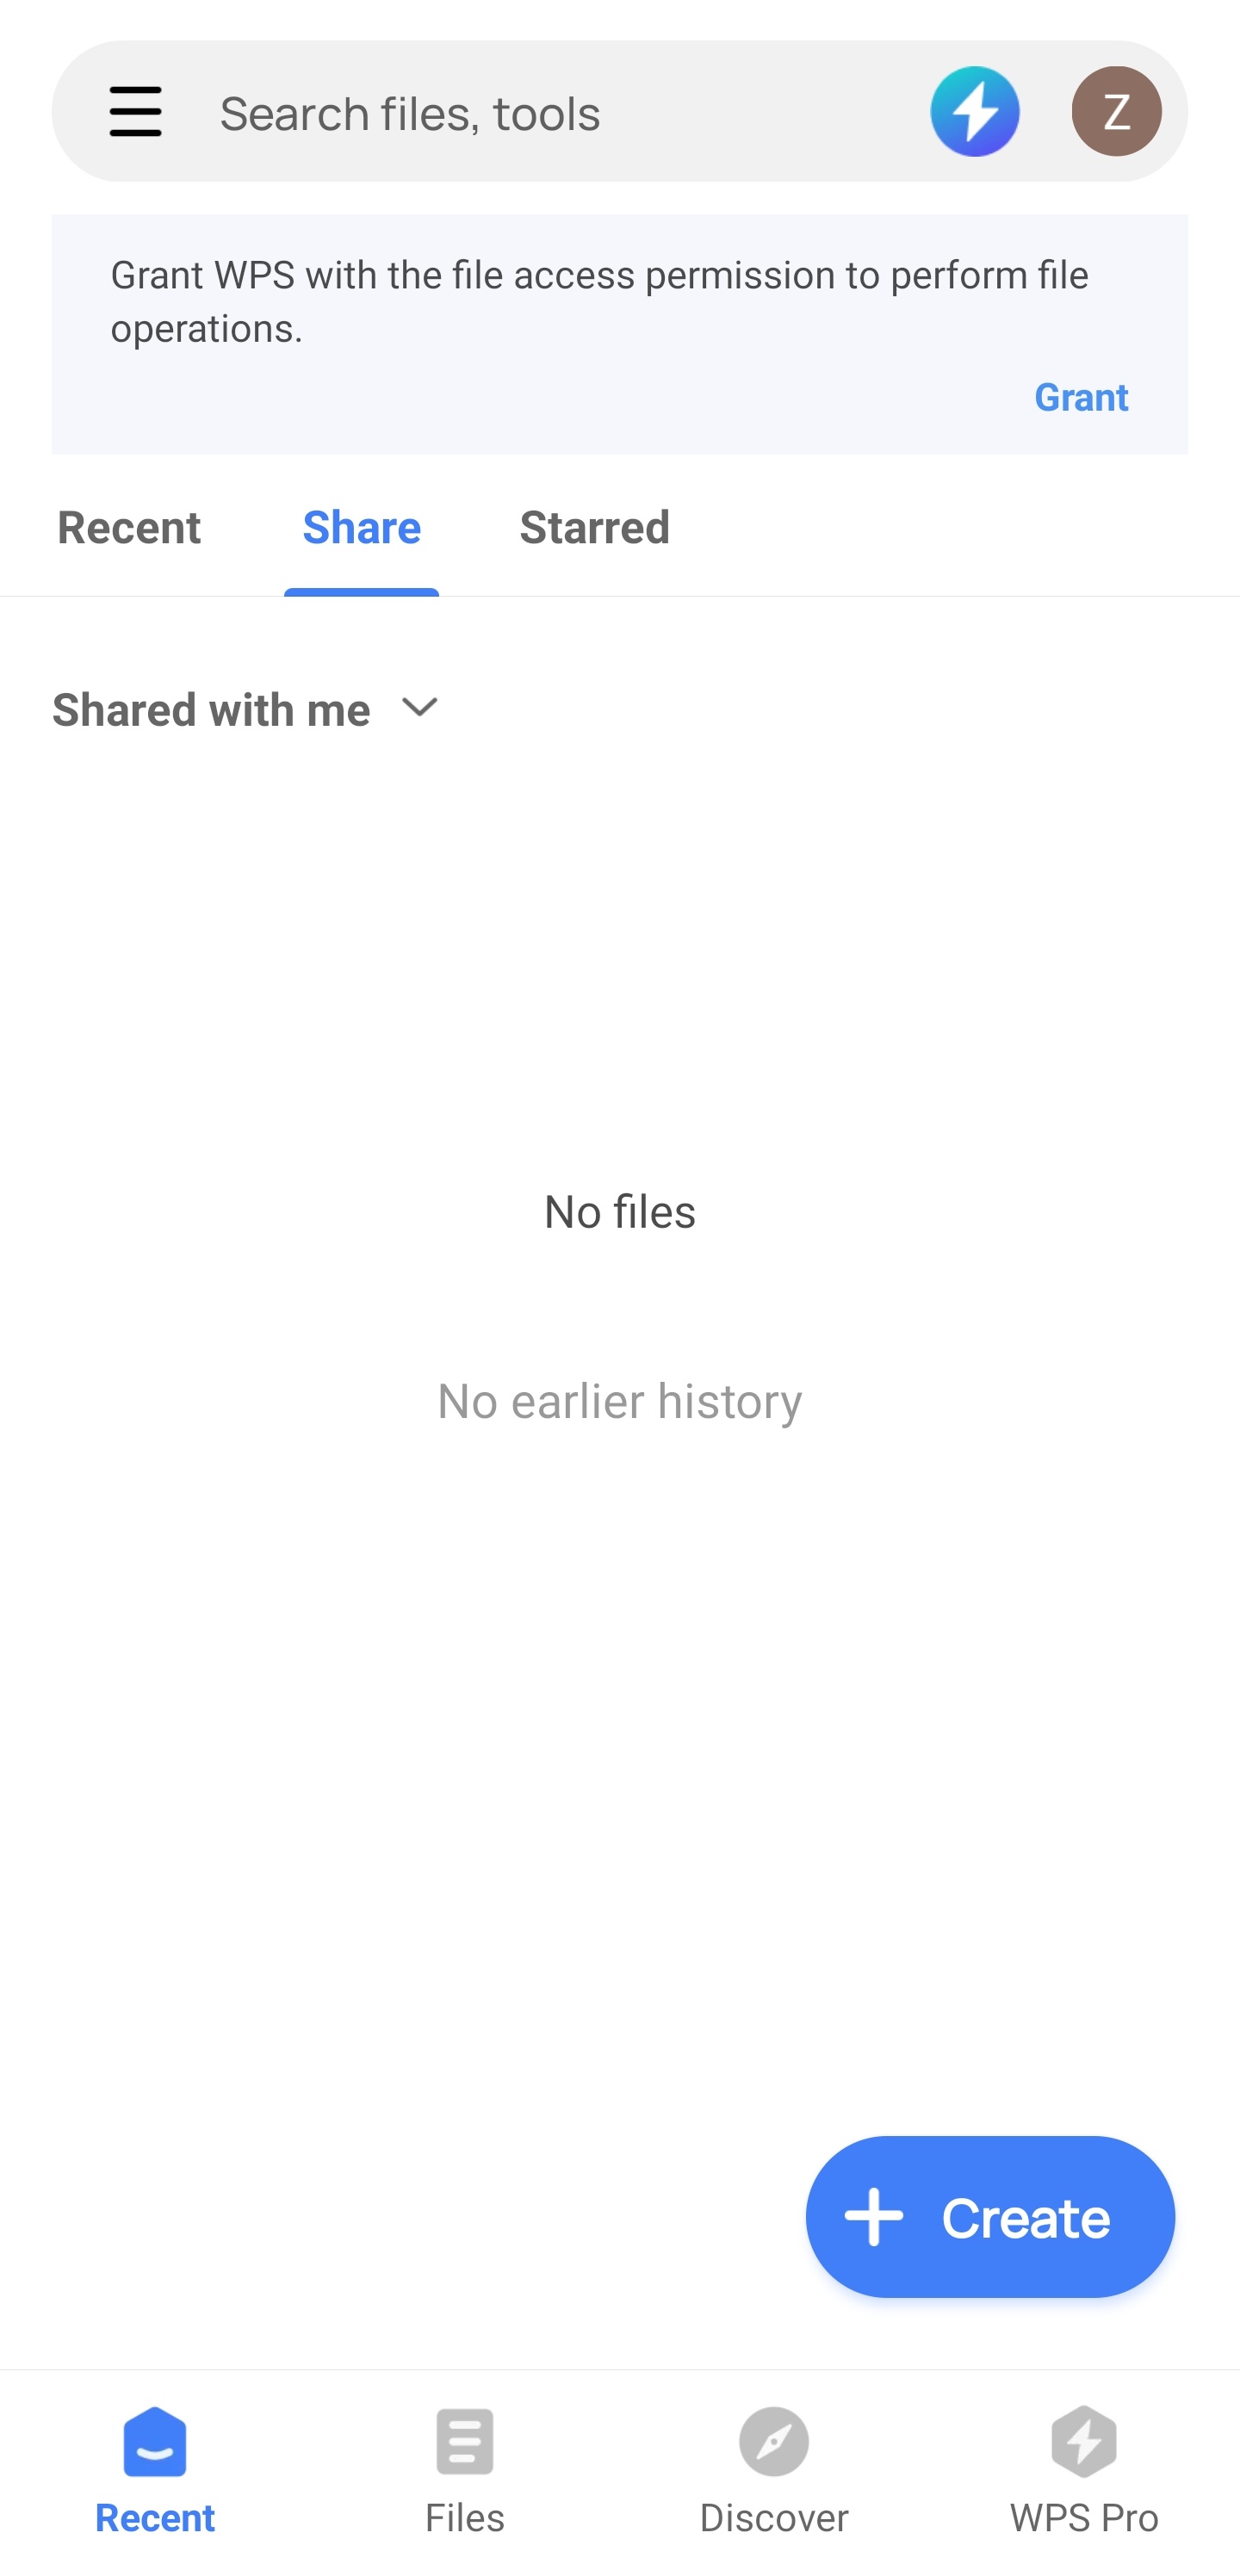 Search files, tools
Z
Grant WPS with the file access permission to perform file
operations.
Grant
Recent
Share
Starred
Shared with me
No files
No earlier history
Create
Recent
Files
Discover
WPS Pro